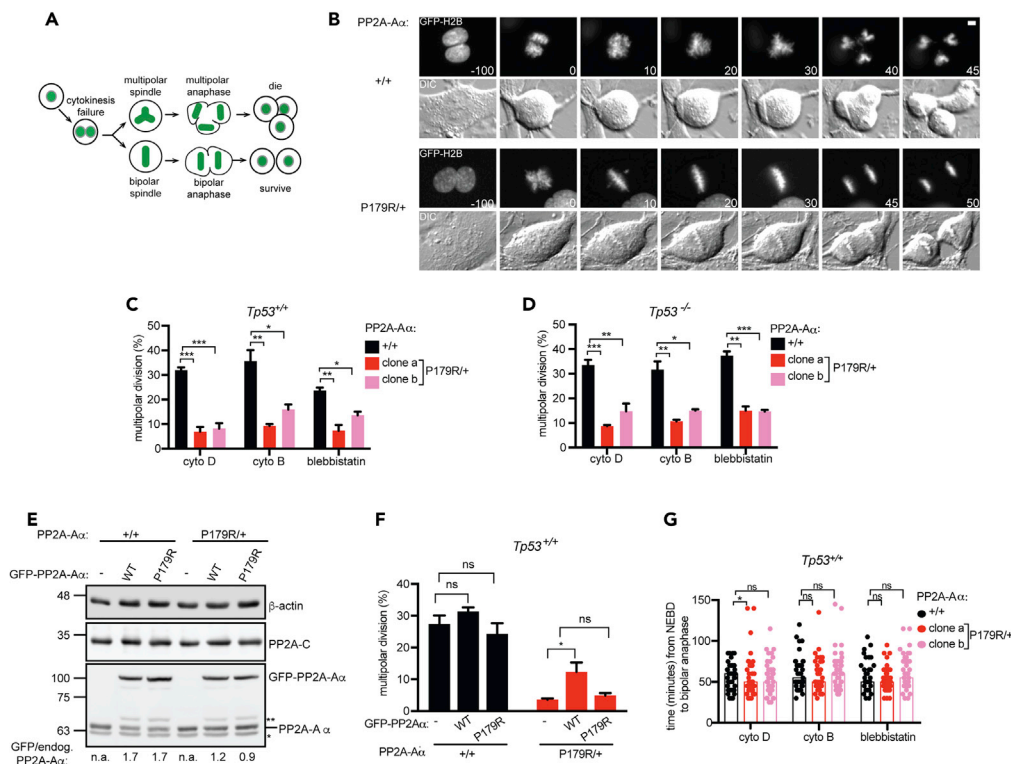 A
cytokinesis
failure
multipolar
spindle
multipolar
anaphase
die
bipolar
spindle
bipolar
anaphase
survive
B
PP2A-Aα:
+/+
GFP-H2B
-100
0
10
20
30
40
45
DIC
P179R/+
GFP-H2B
-100
-0
10
20
30
45
50
DIC
C
Tp53+/+
multipolar division (%)
50
40
30
20
10
0
***
***
**
*
**
*
cyto D
cyto B
blebbistatin
PP2A-Aα:
+/+
clone a
clone b
P179R/+
D
Tp53 -/-
multipolar division (%)
50
40
30
20
10
0
***
**
**
*
**
***
cyto D
cyto B
blebbistatin
PP2A-Aα:
+/+
clone a
clone b
P179R/+
E
PP2A-Aα:
+/+
P179R/+
GFP-PP2A-Aα:
-
WT
P179R
-
WT
P179R
48
β-actin
35
PP2A-C
100
GFP-PP2A-Aα
75
**
63
PP2A-A α
*
GFP/endog.
PP2A-Aα:
n.a.
1.7
1.7
n.a.
1.2
0.9
F
Tp53+/+
multipolar division (%)
40
30
20
10
0
ns
ns
*
ns
GFP-PP2Aα:
-
WT
P179R
-
WT
P179R
PP2A-Aα:
+/+
P179R/+
G
Tp53+/+
time (minutes) from NEBD
to bipolar anaphase
150
100
50
0
ns
*
ns
ns
ns
ns
cyto D
cyto B
blebbistatin
PP2A-Aα:
+/+
clone a
clone b
P179R/+